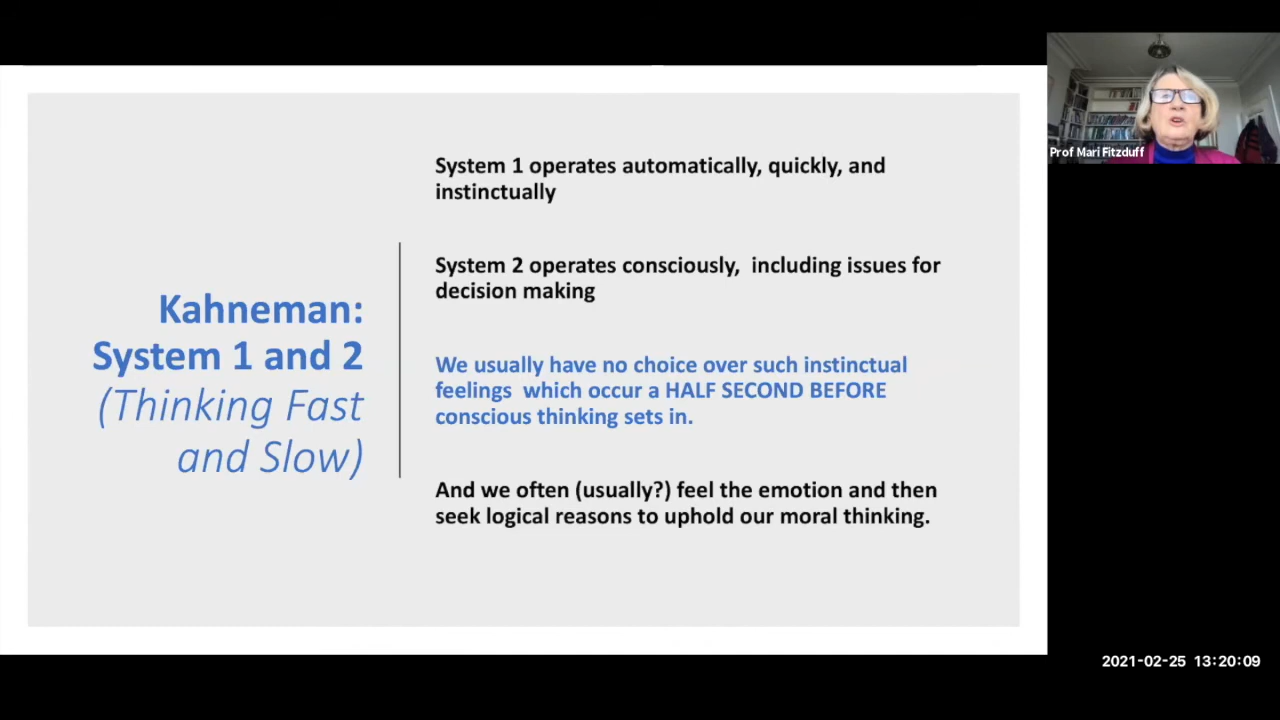 Kahneman:
System 1 and 2
(Thinking Fast
and Slow)
System 1 operates automatically, quickly, and
instinctually
System 2 operates consciously,  including issues for
decision making
We usually have no choice over such instinctual
feelings  which occur a HALF SECOND BEFORE
conscious thinking sets in.
And we often (usually?) feel the emotion and then
seek logical reasons to uphold our moral thinking.
Prof Mari Fitzduff
2021-02-25 13:20:09